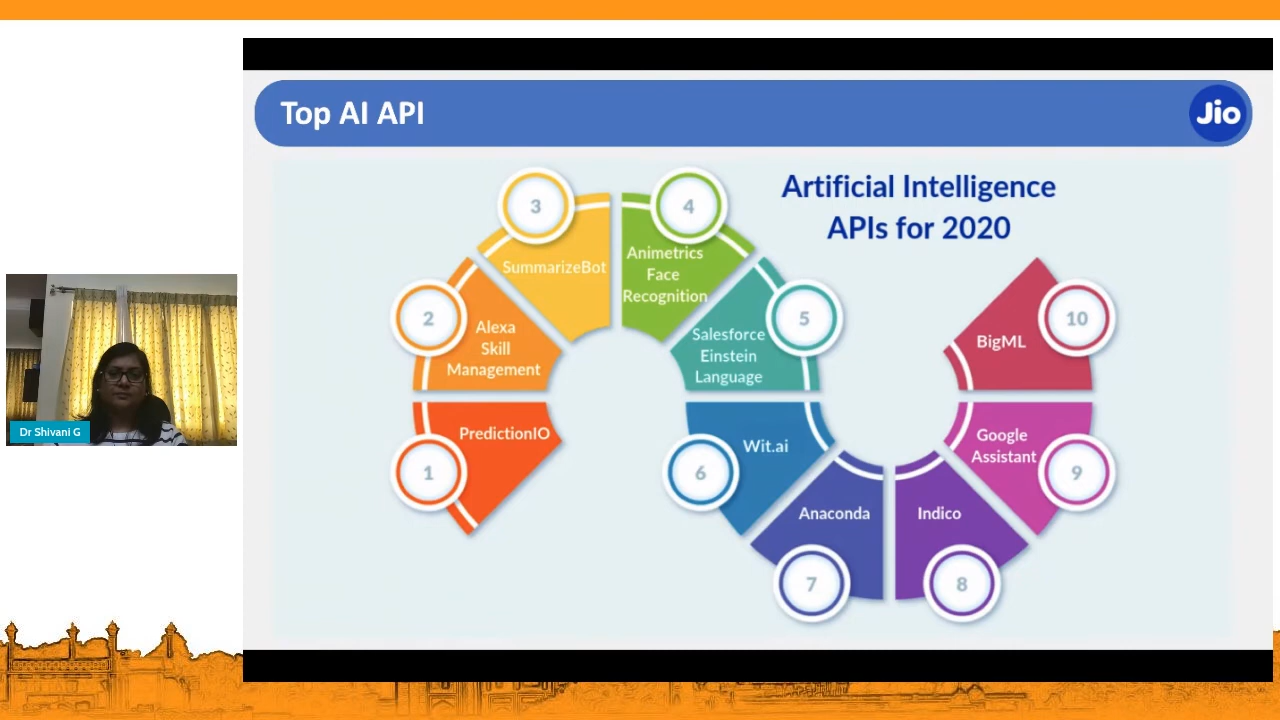 Top AI API
Jio
Artificial Intelligence
APIs for 2020
1
PredictionIO
2
Alexa
Skill
Management
3
SummarizeBot
4
Animetrics
Face
Recognition
5
Salesforce
Einstein
Language
6
Wit.ai
7
Anaconda
8
Indico
9
Google
Assistant
10
BigML
Dr Shivani G